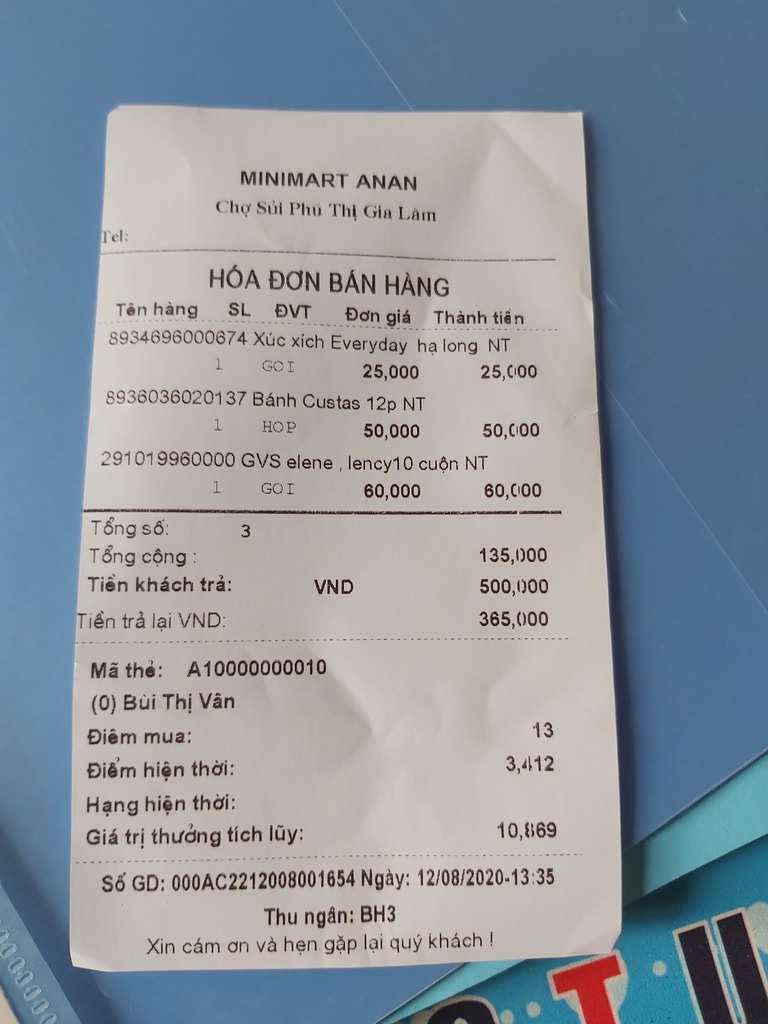 MINIMART ANAN
Chợ Sủi Phú Thị Gia Lâm
Tel:
HÓA ĐƠN BÁN HÀNG
Tên hàng SL ĐVT Đơn giá Thành tiền
8934696000674 Xúc xích Everyday hạ long NT
1 GOI 25,000 25,000
8936036020137 Bánh Custas 12p NT
1 HOP 50,000 50,000
291019960000 GVS elene , lency10 cuộn NT
1 GOI 60,000 60,000
Tổng số: 3
Tổng cộng : 135,000
Tiền khách trả: VND 500,000
Tiền trả lại VND: 365,000
Mã thẻ: A10000000010
(0) Bùi Thị Vân
Điểm mua: 13
Điểm hiện thời: 3,412
Hạng hiện thời:
Giá trị thưởng tích lũy: 10,869
Số GD: 000AC2212008001654 Ngày: 12/08/2020-13:35
Thu ngân: BH3
Xin cám ơn và hẹn gặp lại quý khách !